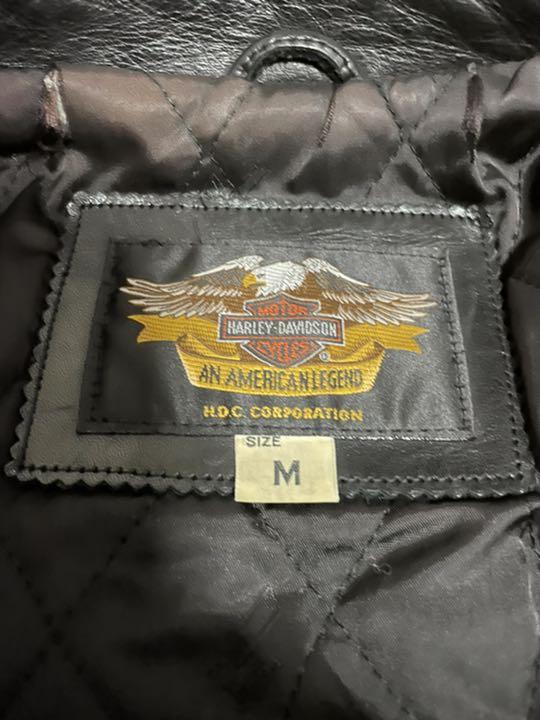 MOTOR
HARLEY-DAVIDSON
CYCLES
®
AN AMERICAN LEGEND
H.D.C. CORPORATION
SIZE
M